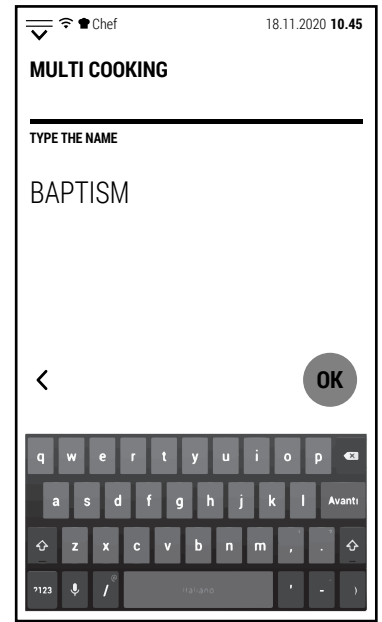 Chef 18.11.2020 10.45
MULTI COOKING
TYPE THE NAME
BAPTISM
OK
q w e r t y u i o p
a s d f g h j k l Avanti
z x c v b n m , .
?123 / @ italiano ' - )